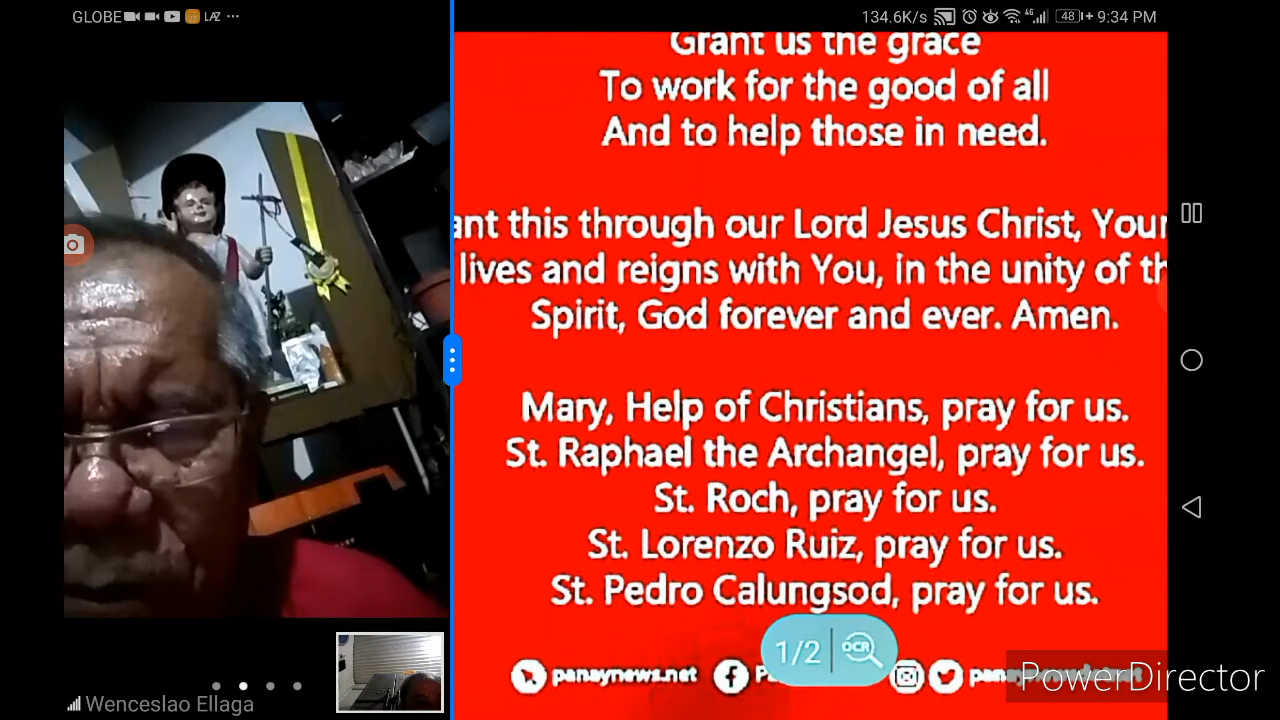 GLOBE LAZ ···
134.6K/s 4G 48 9:34 PM
Grant us the grace
To work for the good of all
And to help those in need.
ant this through our Lord Jesus Christ, Your
lives and reigns with You, in the unity of th
Spirit, God forever and ever. Amen.
Mary, Help of Christians, pray for us.
St. Raphael the Archangel, pray for us.
St. Roch, pray for us.
St. Lorenzo Ruiz, pray for us.
St. Pedro Calungsod, pray for us.
1/2 OCR
panaynews.net
PowerDirector
Wenceslao Ellaga